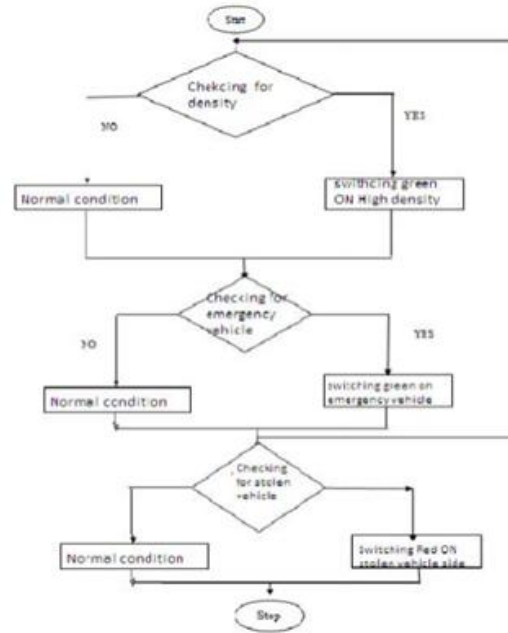 Start
Chekcing for
density
NO
YES
Normal condition
Swithcing green
ON High density
Checking for
emergency
vehicle
NO
YES
Normal condition
switching green on
emergency vehicle
Checking
for stolen
vehicle
Normal condition
Switching Red ON
stolen vehicle side
Stop